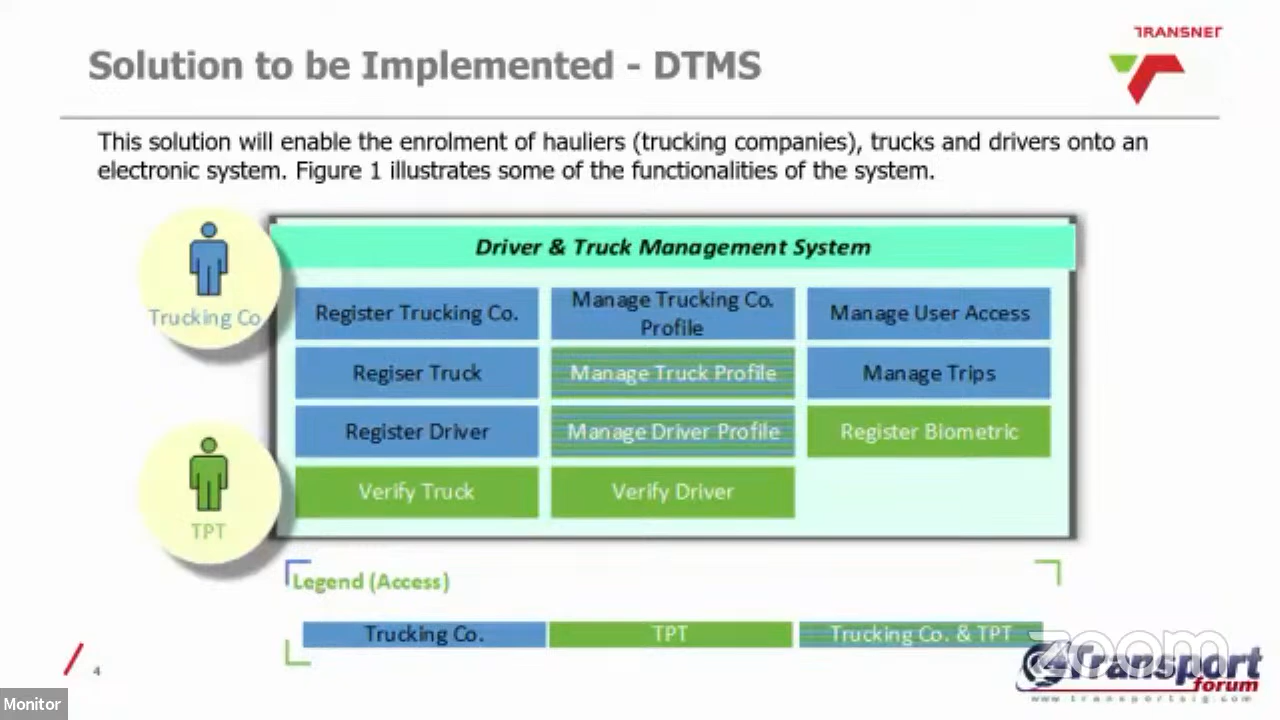 TRANSNET
Solution to be Implemented - DTMS
This solution will enable the enrolment of hauliers (trucking companies), trucks and drivers onto an
electronic system. Figure 1 illustrates some of the functionalities of the system.
Driver & Truck Management System
Trucking Co
Register Trucking Co.
Manage Trucking Co.
Profile
Manage User Access
Regiser Truck
Manage Truck Profile
Manage Trips
Register Driver
Manage Driver Profile
Register Biometric
TPT
Verify Truck
Verify Driver
Legend (Access)
Trucking Co.
TPT
Trucking Co. & TPT
zoom
Transport
forum
www.transportsig.com
4
Monitor